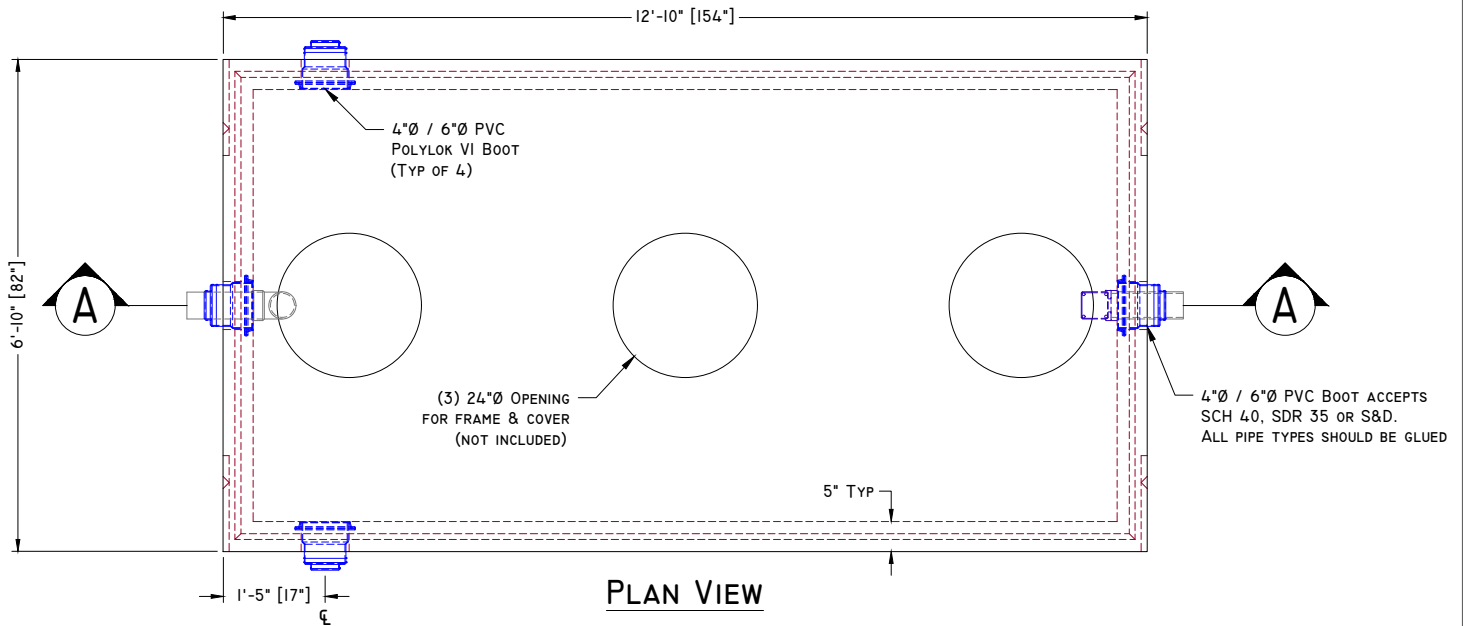 12'-10" [154"]
4"Ø / 6"Ø PVC
POLYLOK VI BOOT
(TYP OF 4)
6'-10" [82"]
A
A
(3) 24"Ø OPENING
FOR FRAME & COVER
(NOT INCLUDED)
4"Ø / 6"Ø PVC BOOT ACCEPTS
SCH 40, SDR 35 OR S&D.
ALL PIPE TYPES SHOULD BE GLUED
5" TYP
1'-5" [17"]
℄
PLAN VIEW